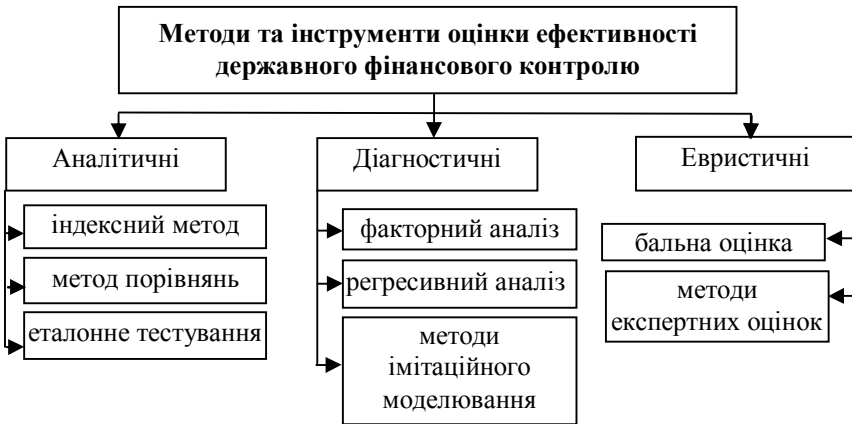 Методи та інструменти оцінки ефективності
державного фінансового контролю
Аналітичні
індексний метод
метод порівнянь
еталонне тестування
Діагностичні
факторний аналіз
регресивний аналіз
методи
імітаційного
моделювання
Евристичні
бальна оцінка
методи
експертних оцінок